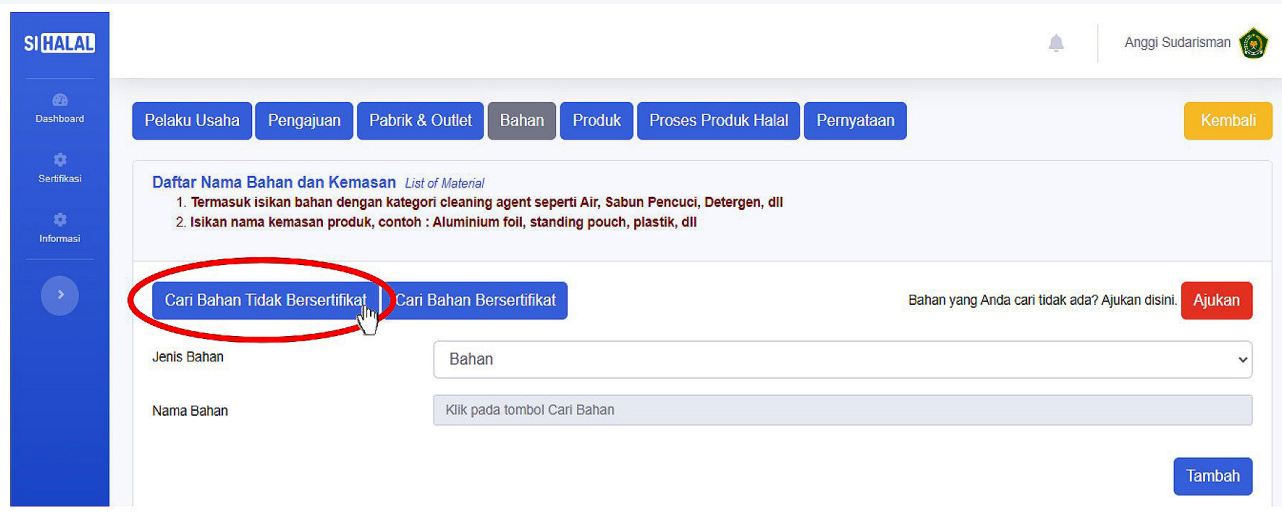 SI HALAL
Anggi Sudarisman
Dashboard
Sertifikasi
Informasi
Pelaku Usaha Pengajuan Pabrik & Outlet Bahan Produk Proses Produk Halal Pernyataan Kembali
Daftar Nama Bahan dan Kemasan List of Material
1. Termasuk isikan bahan dengan kategori cleaning agent seperti Air, Sabun Pencuci, Detergen, dll
2. Isikan nama kemasan produk, contoh : Aluminium foil, standing pouch, plastik, dll
Cari Bahan Tidak Bersertifikat Cari Bahan Bersertifikat Bahan yang Anda cari tidak ada? Ajukan disini. Ajukan
Jenis Bahan Bahan
Nama Bahan Klik pada tombol Cari Bahan
Tambah